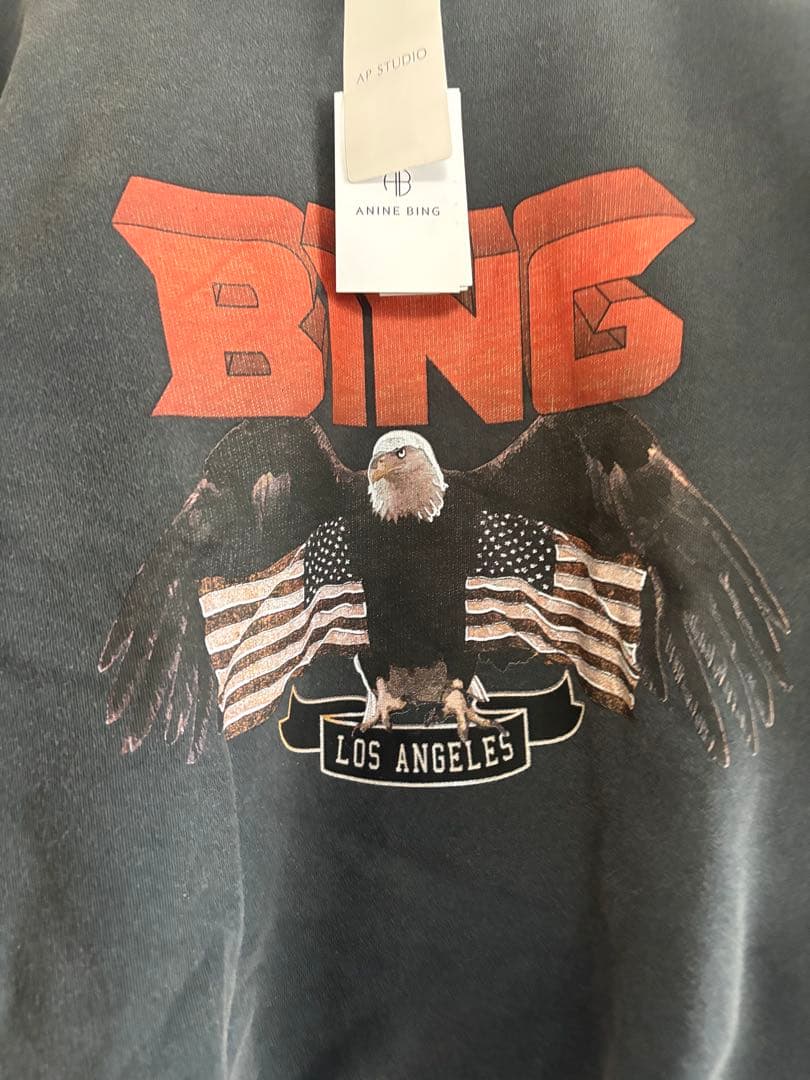 AP STUDIO
AB
ANINE BING
BING
LOS ANGELES